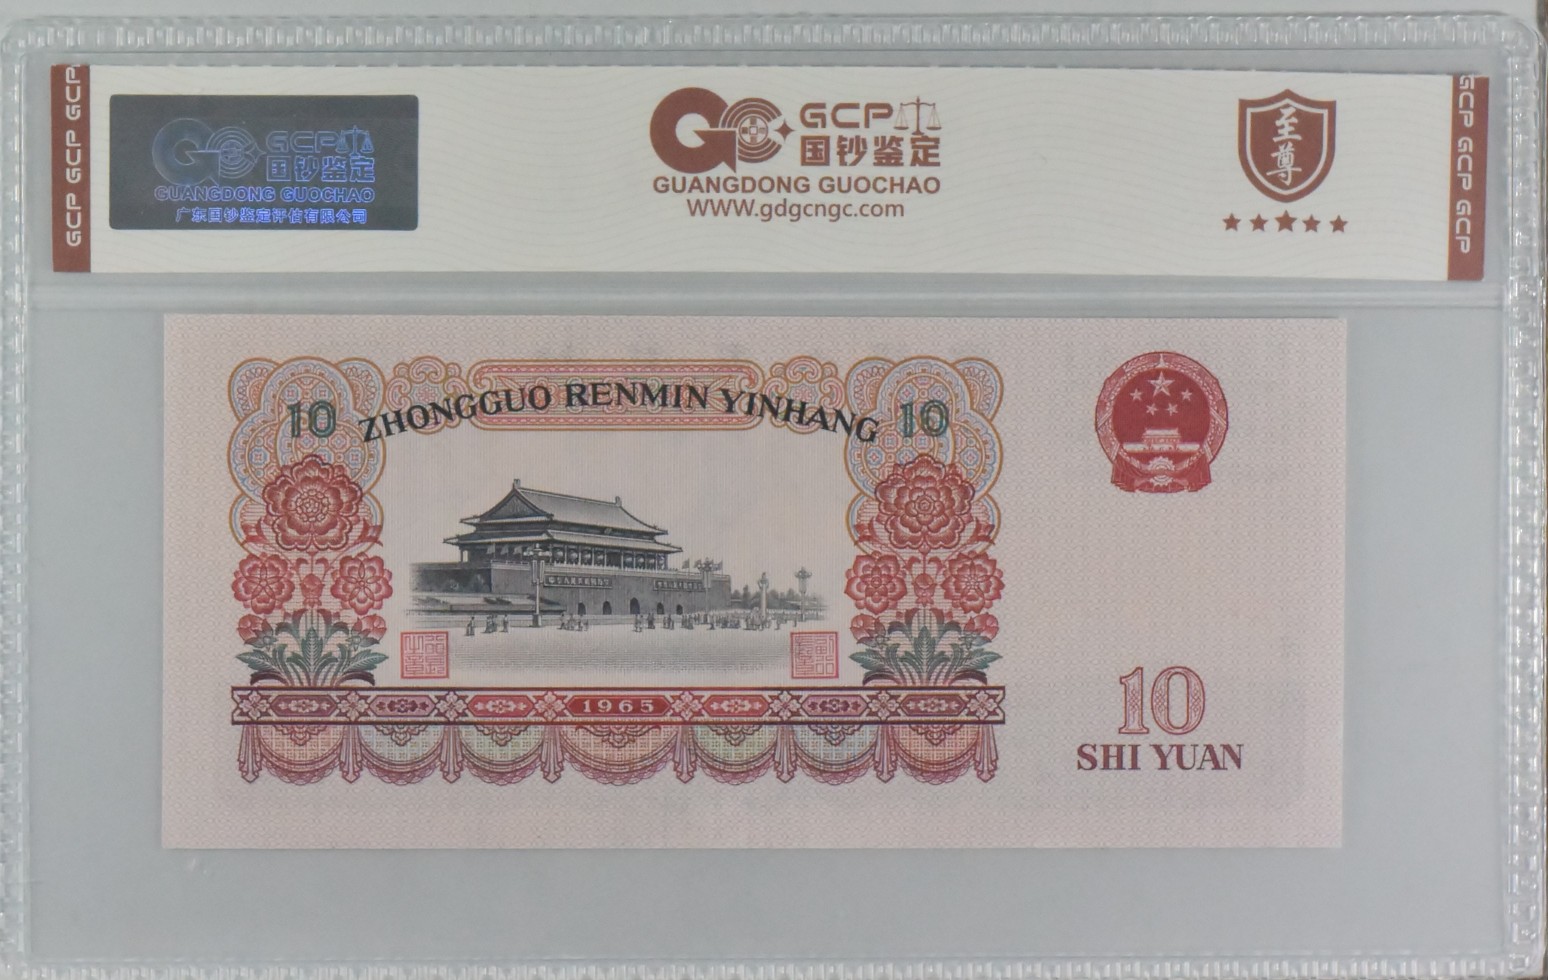 GCP GCP GCP
GCP
国钞鉴定
GUANGDONG GUOCHAO
广东国钞鉴定评估有限公司
GC
GCP
国钞鉴定
GUANGDONG GUOCHAO
WWW.gdgcngc.com
至尊
GCP GCP GCP
10 ZHONGGUO RENMIN YINHANG 10
1965
10
SHI YUAN